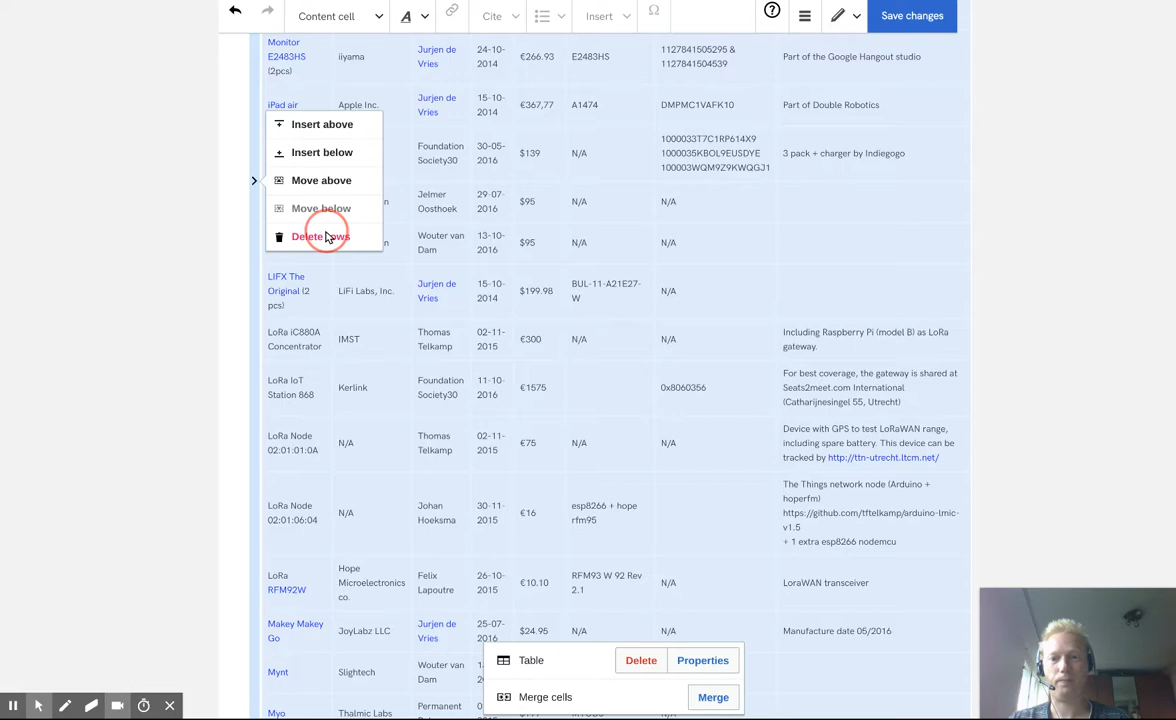 Content cell
A
Cite
Insert
Ω
?
Save changes
Monitor
E2483HS
(2pcs)
iiyama
Jurjen de
Vries
24-10-
2014
€266.93
E2483HS
1127841505295 &
1127841504539
Part of the Google Hangout studio
iPad air
Apple Inc.
Jurjen de
Vries
15-10-
2014
€367,77
A1474
DMPMC1VAFK10
Part of Double Robotics
Insert above
Insert below
Move above
Move below
Delete rows
Foundation
Society30
30-05-
2016
$139
N/A
1000033T7C1RP614X9
1000035KBOL9EUSDYE
100003WQM9Z9KWQGJ1
3 pack + charger by Indiegogo
n
Jelmer
Oosthoek
29-07-
2016
$95
N/A
N/A
n
Wouter van
Dam
13-10-
2016
$95
N/A
N/A
LIFX The
Original (2
pcs)
LiFi Labs, Inc.
Jurjen de
Vries
15-10-
2014
$199.98
BUL-11-A21E27-
W
N/A
LoRa iC880A
Concentrator
IMST
Thomas
Telkamp
02-11-
2015
€300
N/A
N/A
Including Raspberry Pi (model B) as LoRa
gateway.
LoRa IoT
Station 868
Kerlink
Foundation
Society30
11-10-
2016
€1575
0x8060356
For best coverage, the gateway is shared at
Seats2meet.com International
(Catharijnesingel 55, Utrecht)
LoRa Node
02:01:01:0A
N/A
Thomas
Telkamp
02-11-
2015
€75
N/A
N/A
Device with GPS to test LoRaWAN range,
including spare battery. This device can be
tracked by http://ttn-utrecht.ltcm.net/
LoRa Node
02:01:06:04
N/A
Johan
Hoeksma
30-11-
2015
€16
esp8266 + hope
rfm95
The Things network node (Arduino +
hoperfm)
https://github.com/tftelkamp/arduino-lmic-
v1.5
+ 1 extra esp8266 nodemcu
LoRa
RFM92W
Hope
Microelectronics
co.
Felix
Lapoutre
26-10-
2015
€10.10
RFM93 W 92 Rev
2.1
N/A
LoraWAN transceiver
Makey Makey
Go
JoyLabz LLC
Jurjen de
Vries
25-07-
2016
$24.95
N/A
N/A
Manufacture date 05/2016
Mynt
Slightech
Wouter van
Dam
Table
Delete
Properties
Merge cells
Merge
Myo
Thalmic Labs
Permanent